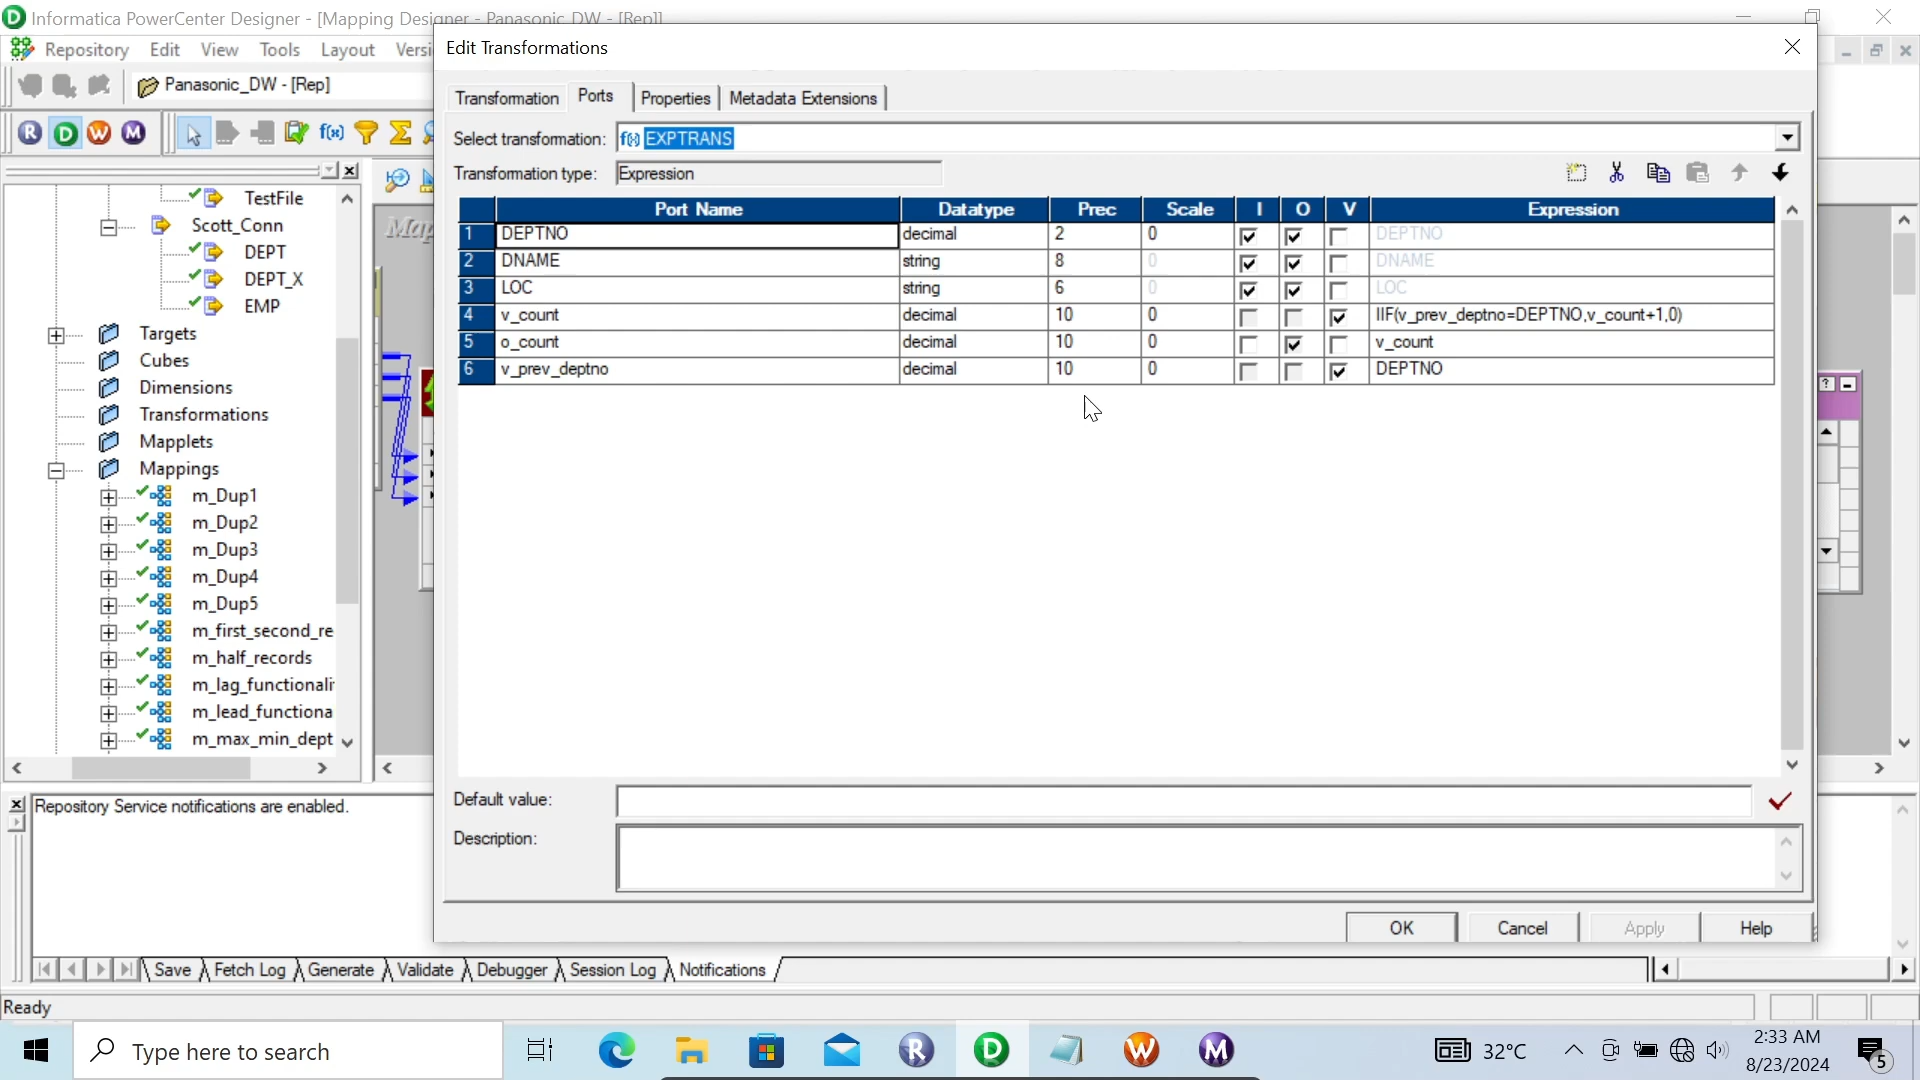 Informatica PowerCenter Designer - [Mapping Designer - Panasonic_DW - [Rep]]
Repository Edit View Tools Layout Versi
Panasonic_DW - [Rep]
Edit Transformations
Transformation Ports Properties Metadata Extensions
Select transformation: f(x) EXPTRANS
Transformation type: Expression
Port Name Datatype Prec Scale I O V Expression
1 DEPTNO decimal 2 0 DEPTNO
2 DNAME string 8 0 DNAME
3 LOC string 6 0 LOC
4 v_count decimal 10 0 IIF(v_prev_deptno=DEPTNO,v_count+1,0)
5 o_count decimal 10 0 v_count
6 v_prev_deptno decimal 10 0 DEPTNO
Default value:
Description:
OK Cancel Apply Help
R D W M f(x)
TestFile
Scott_Conn
DEPT
DEPT_X
EMP
Targets
Cubes
Dimensions
Transformations
Mapplets
Mappings
m_Dup1
m_Dup2
m_Dup3
m_Dup4
m_Dup5
m_first_second_re
m_half_records
m_lag_functionali
m_lead_functiona
m_max_min_dept
Map
Repository Service notifications are enabled.
Save Fetch Log Generate Validate Debugger Session Log Notifications
Ready
Type here to search
R D W M
32°C
2:33 AM
8/23/2024
5